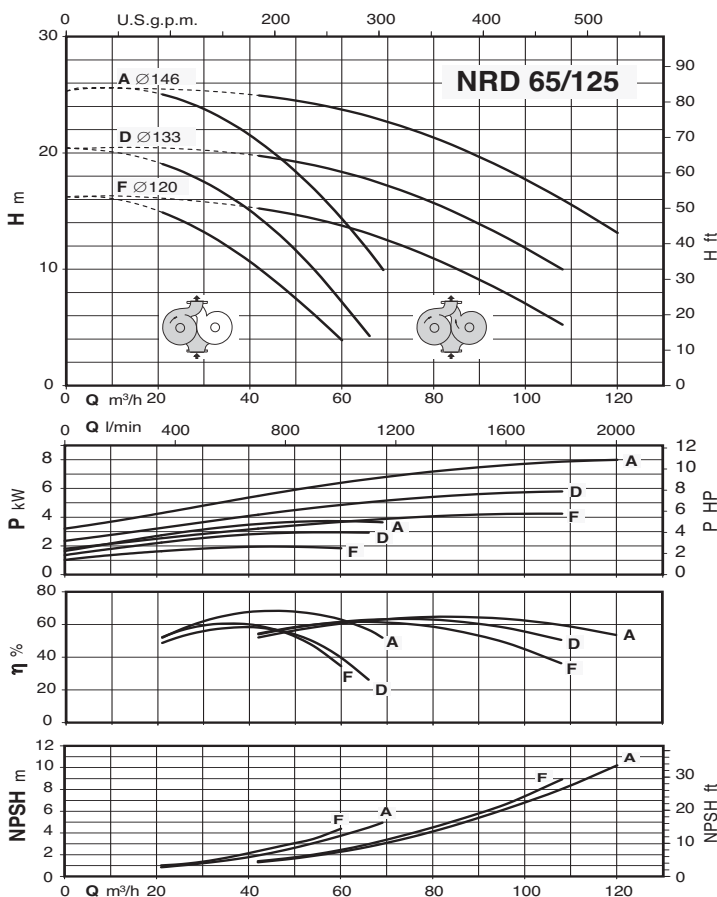 0 U.S.g.p.m. 100 200 300 400 500
30 20 10 0
H m
90 80 70 60 50 40 30 20 10 0
H ft
NRD 65/125
A ∅146
D ∅133
F ∅120
0 Q m³/h 20 40 60 80 100 120
0 Q l/min 400 800 1200 1600 2000
8 6 4 2 0
P kW
12 10 8 6 4 2 0
P HP
A
D
F
A
D
F
80 60 40 20 0
η %
A
D
F
A
D
F
12 10 8 6 4 2 0
NPSH m
30 20 10 0
NPSH ft
F
A
F
A
0 Q m³/h 20 40 60 80 100 120